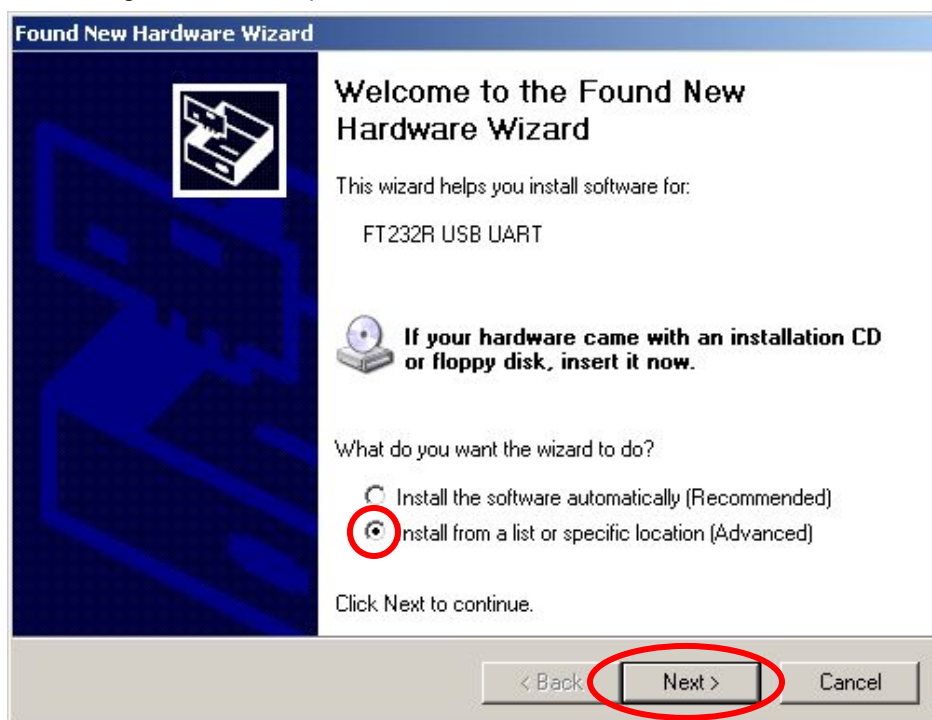 Found New Hardware Wizard
Welcome to the Found New
Hardware Wizard
This wizard helps you install software for:
FT232R USB UART
If your hardware came with an installation CD
or floppy disk, insert it now.
What do you want the wizard to do?
Install the software automatically (Recommended)
Install from a list or specific location (Advanced)
Click Next to continue.
< Back Next > Cancel